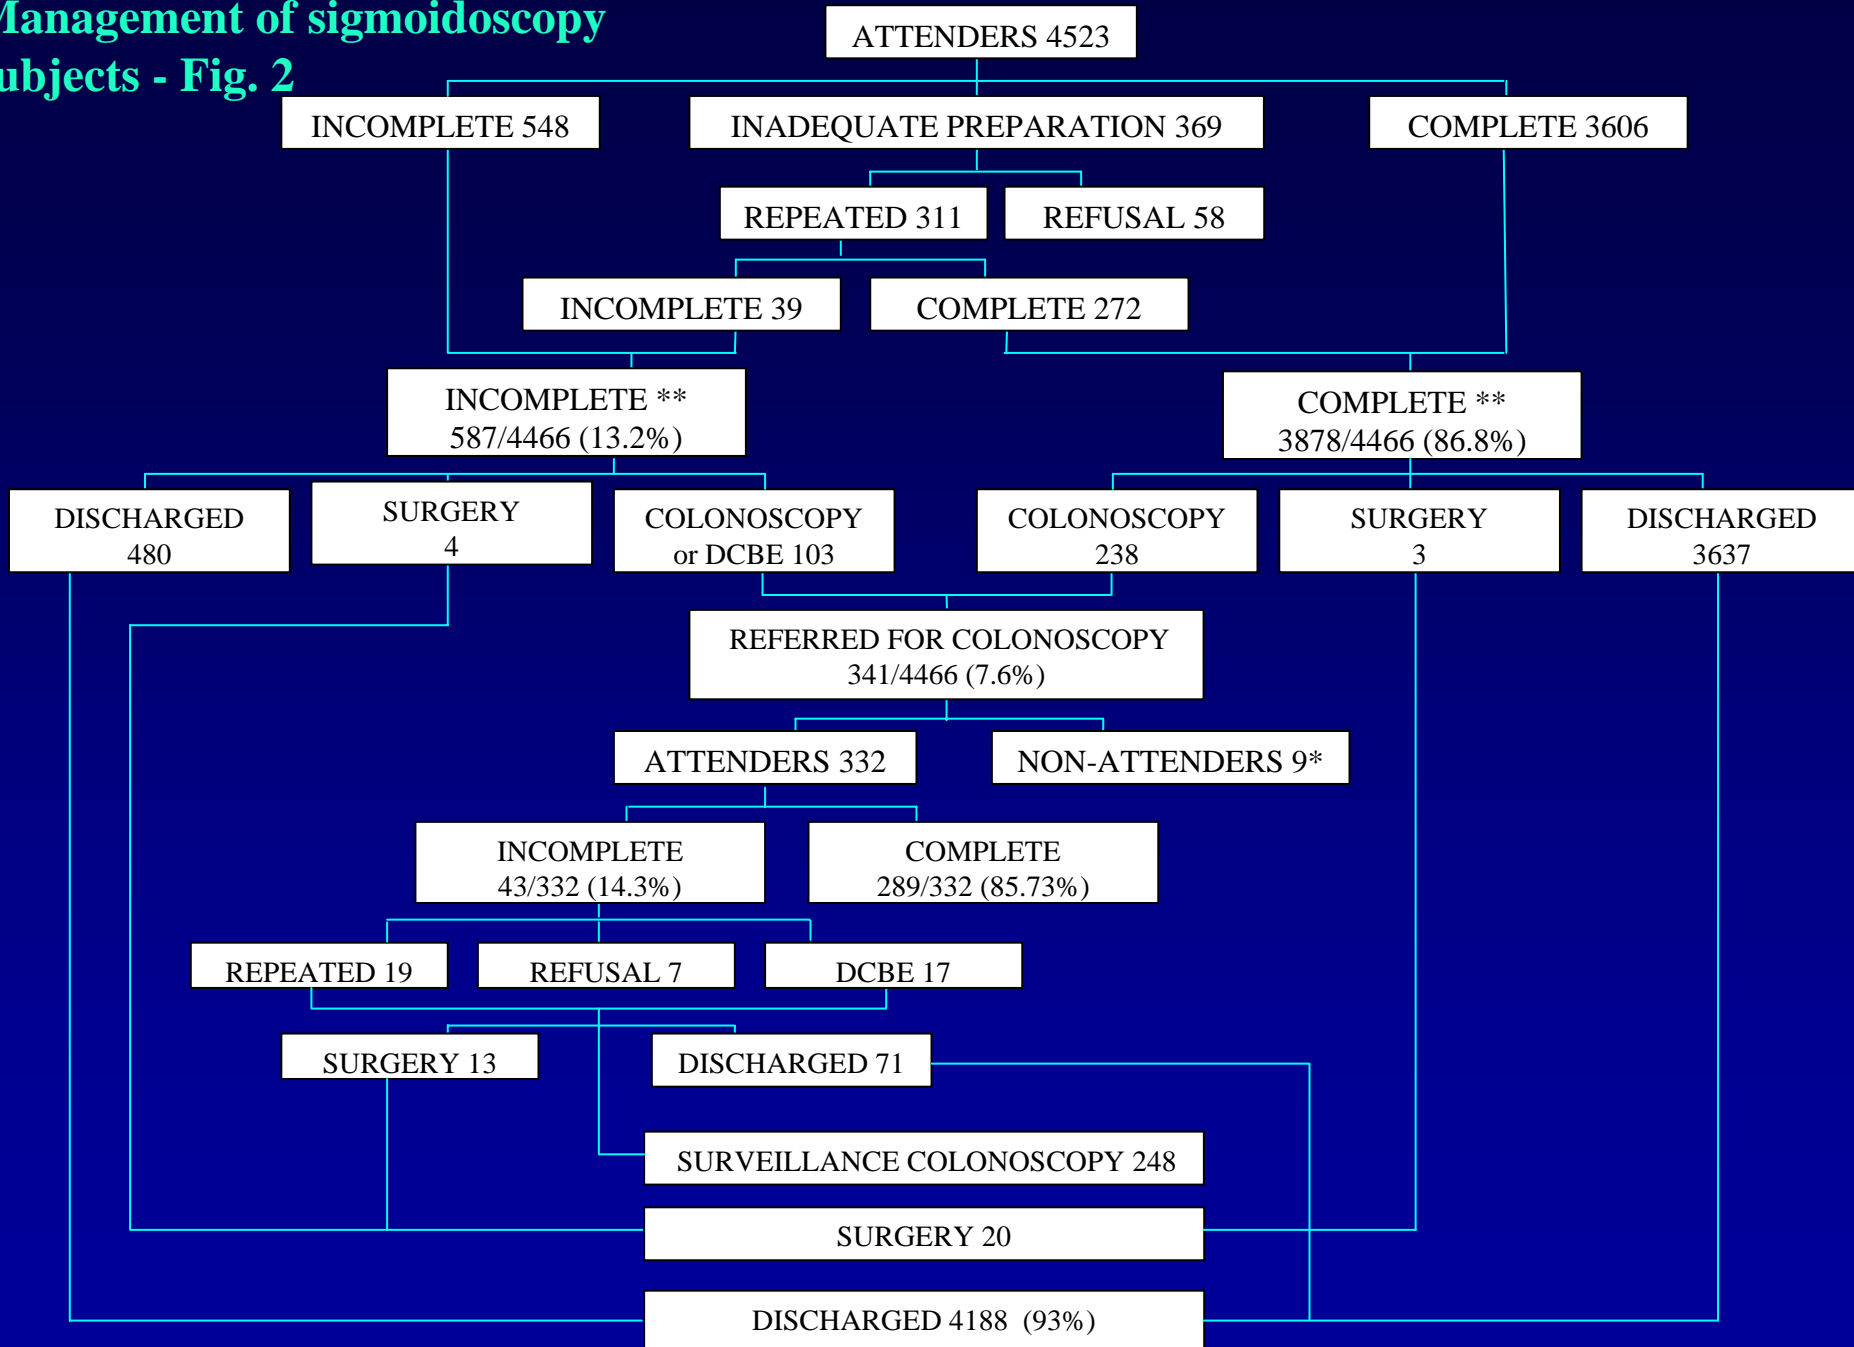 Management of sigmoidoscopy
ubjects - Fig. 2
ATTENDERS 4523
INCOMPLETE 548
INADEQUATE PREPARATION 369
COMPLETE 3606
REPEATED 311
REFUSAL 58
INCOMPLETE 39
COMPLETE 272
INCOMPLETE **
587/4466 (13.2%)
COMPLETE **
3878/4466 (86.8%)
DISCHARGED
480
SURGERY
4
COLONOSCOPY
or DCBE 103
COLONOSCOPY
238
SURGERY
3
DISCHARGED
3637
REFERRED FOR COLONOSCOPY
341/4466 (7.6%)
ATTENDERS 332
NON-ATTENDERS 9*
INCOMPLETE
43/332 (14.3%)
COMPLETE
289/332 (85.73%)
REPEATED 19
REFUSAL 7
DCBE 17
SURGERY 13
DISCHARGED 71
SURVEILLANCE COLONOSCOPY 248
SURGERY 20
DISCHARGED 4188 (93%)